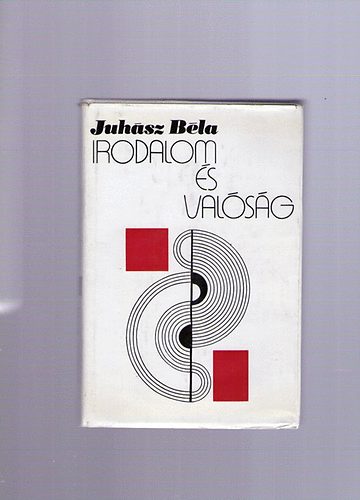 Juhász Béla
IRODALOM
ÉS
VALÓSÁG